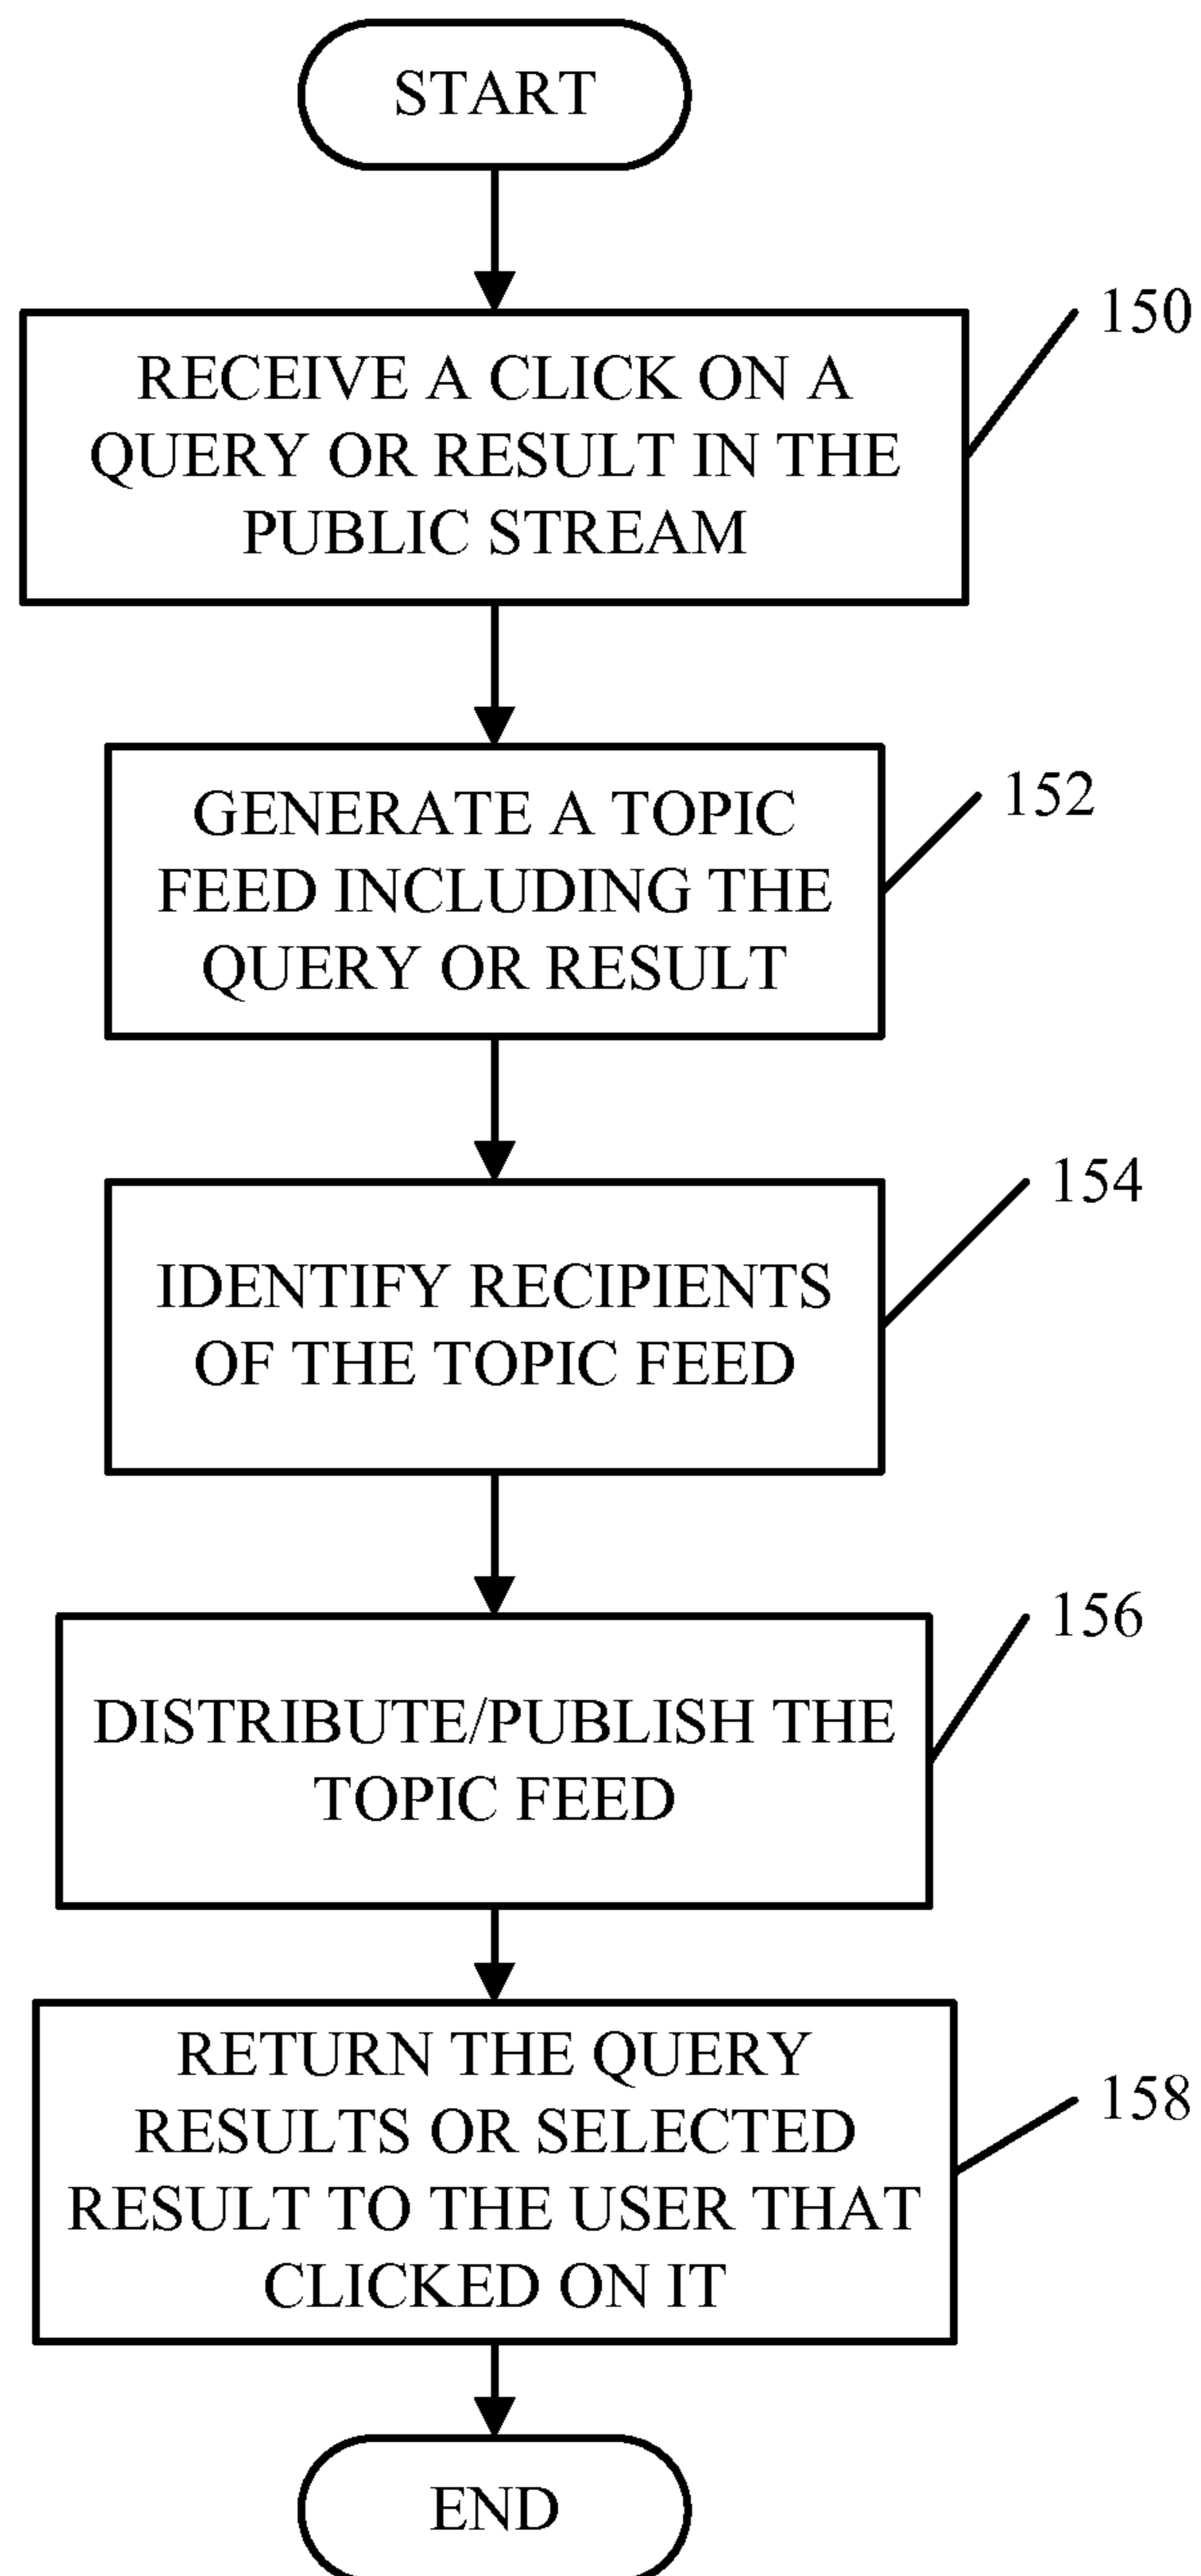 START
150
RECEIVE A CLICK ON A
QUERY OR RESULT IN THE
PUBLIC STREAM
152
GENERATE A TOPIC
FEED INCLUDING THE
QUERY OR RESULT
154
IDENTIFY RECIPIENTS
OF THE TOPIC FEED
156
DISTRIBUTE/PUBLISH THE
TOPIC FEED
158
RETURN THE QUERY
RESULTS OR SELECTED
RESULT TO THE USER THAT
CLICKED ON IT
END